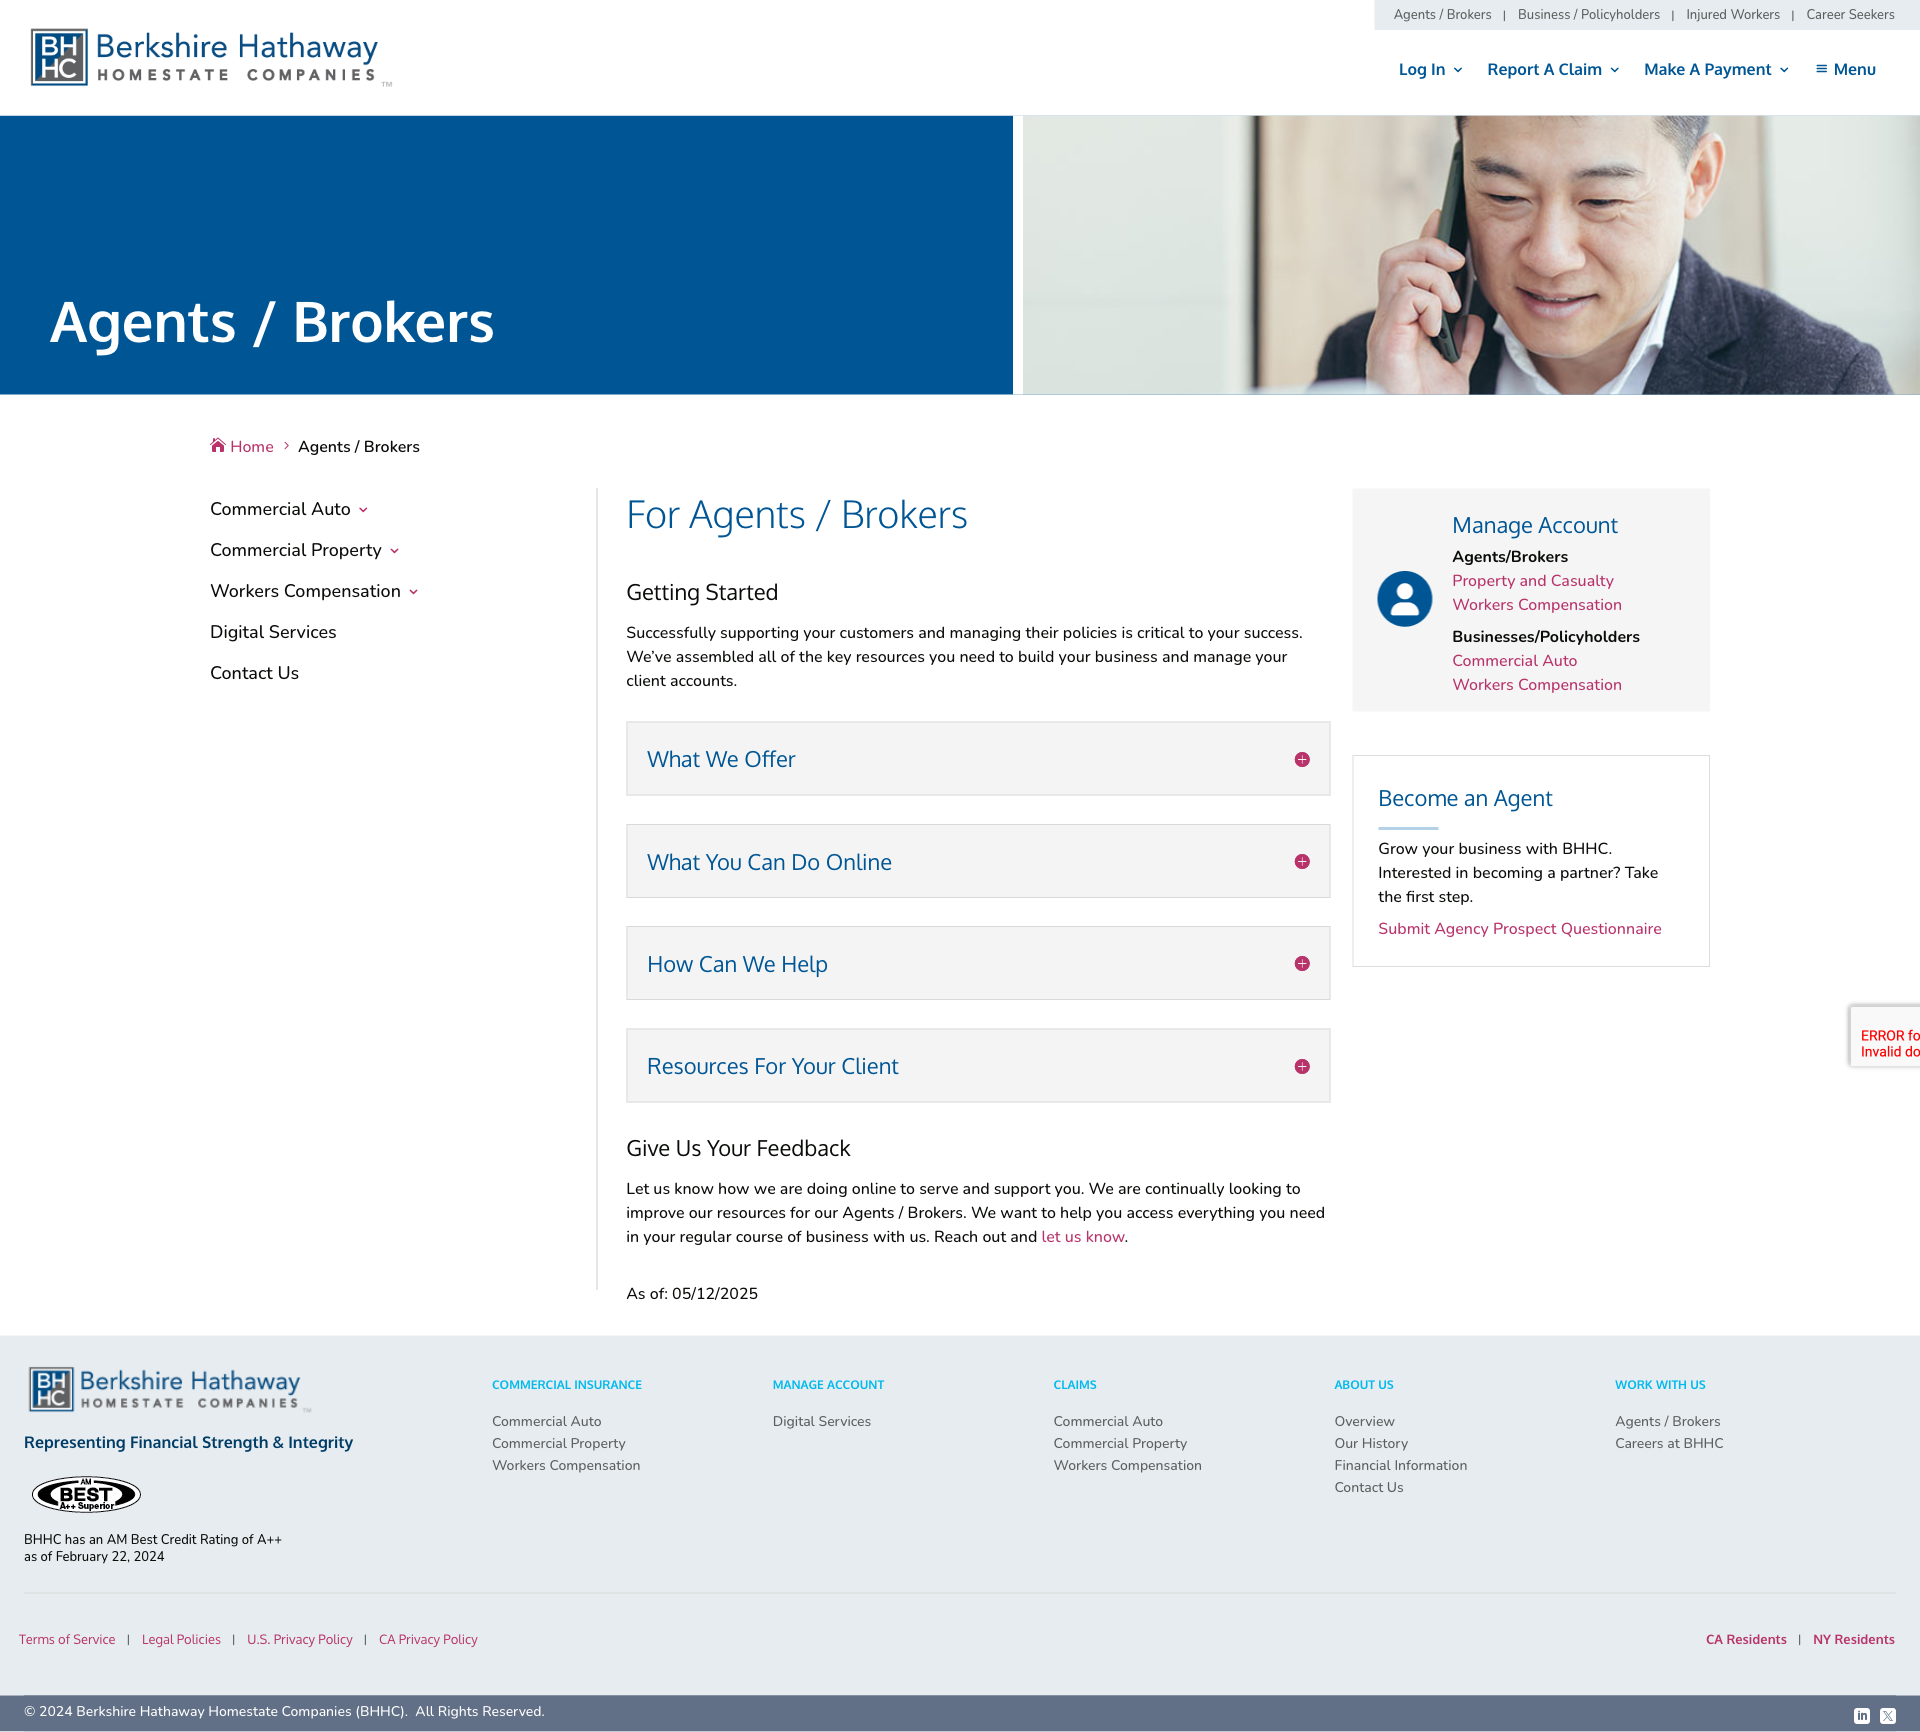 Agents / Brokers | Business / Policyholders | Injured Workers | Career Seekers
BH
HC
Berkshire Hathaway
HOMESTATE COMPANIES
TM
Log In
Report A Claim
Make A Payment
Menu
Agents / Brokers
Home
Agents / Brokers
Commercial Auto
Commercial Property
Workers Compensation
Digital Services
Contact Us
For Agents / Brokers
Getting Started
Successfully supporting your customers and managing their policies is critical to your success.
We’ve assembled all of the key resources you need to build your business and manage your
client accounts.
What We Offer
What You Can Do Online
How Can We Help
Resources For Your Client
Give Us Your Feedback
Let us know how we are doing online to serve and support you. We are continually looking to
improve our resources for our Agents / Brokers. We want to help you access everything you need
in your regular course of business with us. Reach out and let us know.
As of: 05/12/2025
Manage Account
Agents/Brokers
Property and Casualty
Workers Compensation
Businesses/Policyholders
Commercial Auto
Workers Compensation
Become an Agent
Grow your business with BHHC.
Interested in becoming a partner? Take
the first step.
Submit Agency Prospect Questionnaire
ERROR fo
Invalid do
BH
HC
Berkshire Hathaway
HOMESTATE COMPANIES
TM
Representing Financial Strength & Integrity
AM
BEST
A++ Superior
BHHC has an AM Best Credit Rating of A++
as of February 22, 2024
COMMERCIAL INSURANCE
Commercial Auto
Commercial Property
Workers Compensation
MANAGE ACCOUNT
Digital Services
CLAIMS
Commercial Auto
Commercial Property
Workers Compensation
ABOUT US
Overview
Our History
Financial Information
Contact Us
WORK WITH US
Agents / Brokers
Careers at BHHC
Terms of Service | Legal Policies | U.S. Privacy Policy | CA Privacy Policy
CA Residents | NY Residents
© 2024 Berkshire Hathaway Homestate Companies (BHHC). All Rights Reserved.
in
X